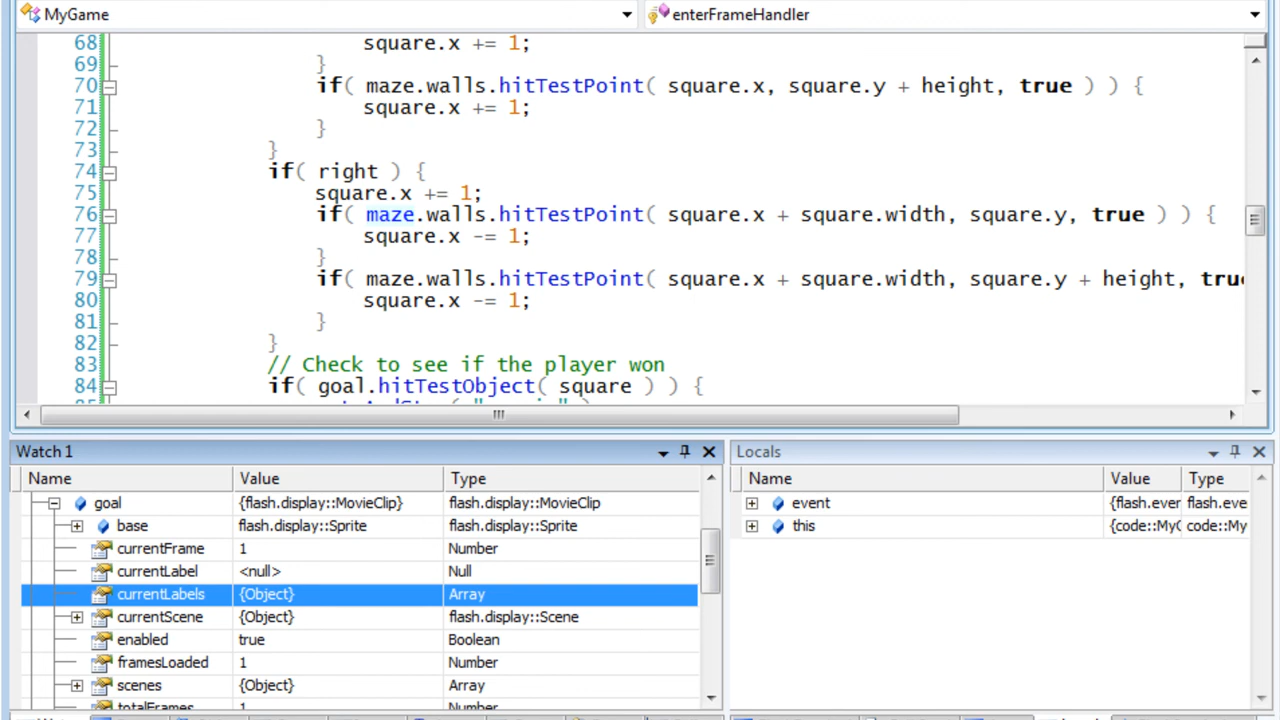 MyGame enterFrameHandler
68 square.x += 1;
69 }
70 if( maze.walls.hitTestPoint( square.x, square.y + height, true ) ) {
71 square.x += 1;
72 }
73 }
74 if( right ) {
75 square.x += 1;
76 if( maze.walls.hitTestPoint( square.x + square.width, square.y, true ) ) {
77 square.x -= 1;
78 }
79 if( maze.walls.hitTestPoint( square.x + square.width, square.y + height, tru
80 square.x -= 1;
81 }
82 }
83 // Check to see if the player won
84 if( goal.hitTestObject( square ) ) {
Watch 1
Name Value Type
goal {flash.display::MovieClip} flash.display::MovieClip
base flash.display::Sprite flash.display::Sprite
currentFrame 1 Number
currentLabel <null> Null
currentLabels {Object} Array
currentScene {Object} flash.display::Scene
enabled true Boolean
framesLoaded 1 Number
scenes {Object} Array
totalFrames 1 Number
Locals
Name Value Type
event {flash.ever flash.eve
this {code::My code::My